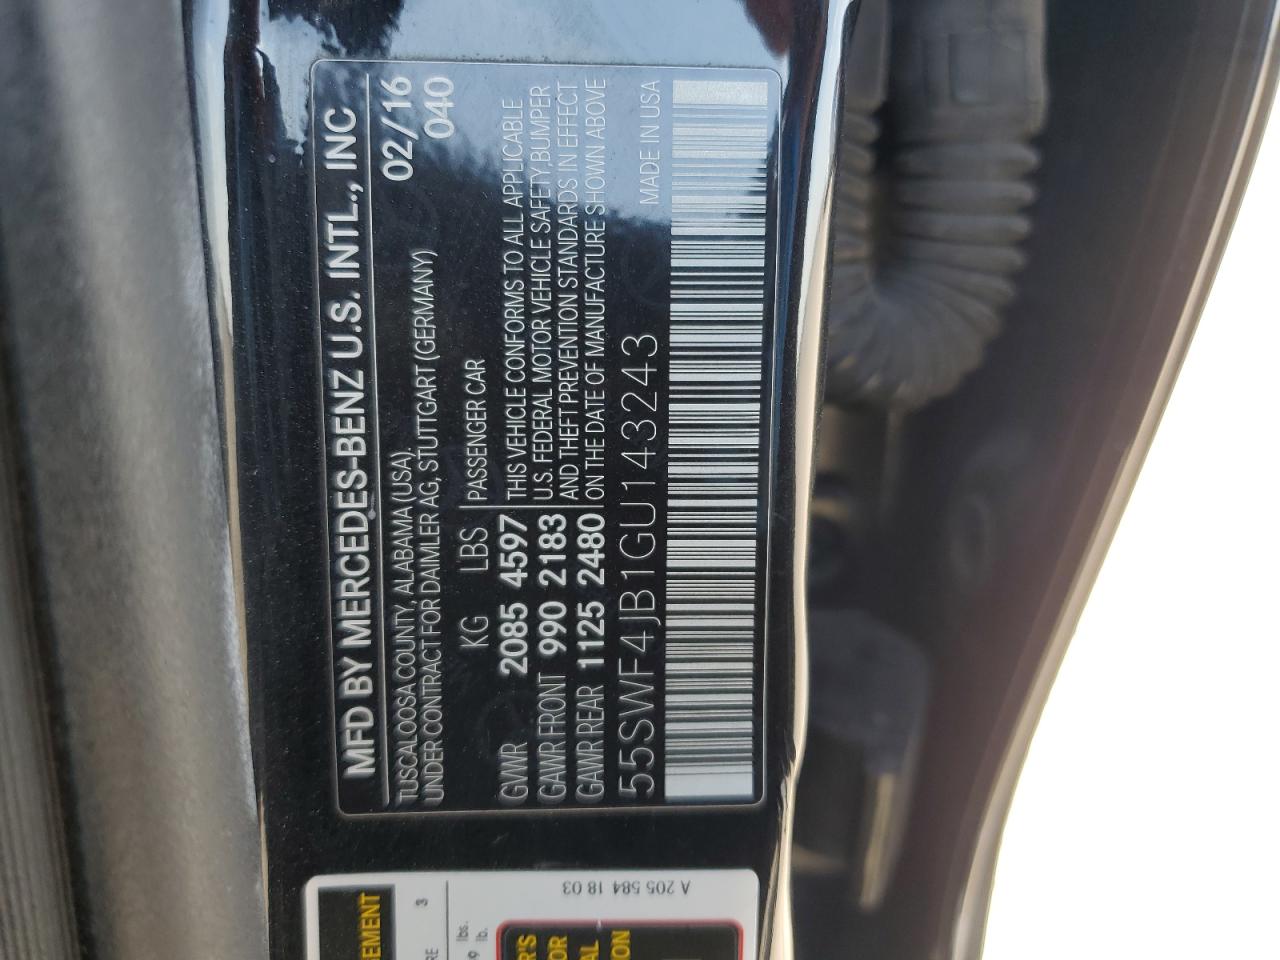 MFD BY MERCEDES-BENZ U.S. INTL., INC
TUSCALOOSA COUNTY, ALABAMA (USA), 02/16
UNDER CONTRACT FOR DAIMLER AG, STUTTGART (GERMANY) 040
KG LBS PASSENGER CAR
GVWR 2085 4597 THIS VEHICLE CONFORMS TO ALL APPLICABLE
GAWR FRONT 990 2183 U.S. FEDERAL MOTOR VEHICLE SAFETY, BUMPER
AND THEFT PREVENTION STANDARDS IN EFFECT
GAWR REAR 1125 2480 ON THE DATE OF MANUFACTURE SHOWN ABOVE
55SWF4JB1GU143243 MADE IN USA
A 205 584 18 03
3
lbs.
lb.